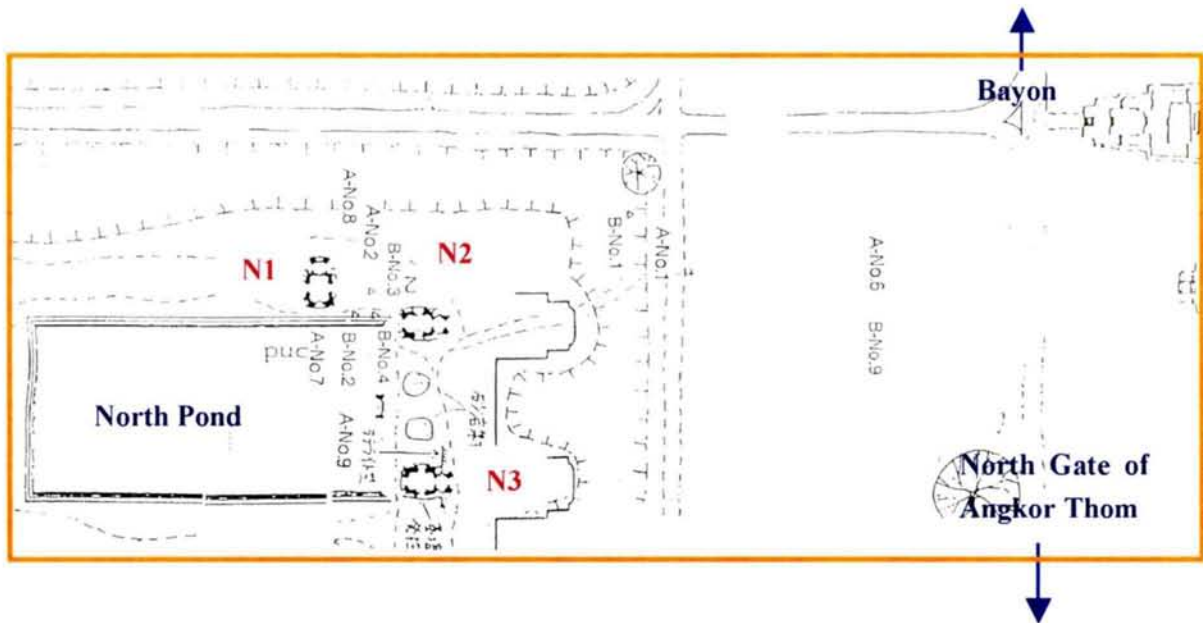 Bayon
A-No.8
A-No.2
B-No.3
N2
B-No.1
A-No.1
N1
A-No.6
B-No.9
A-No.7
B-No.2
B-No.4
North Pond
A-No.9
N3
North Gate of
Angkor Thom